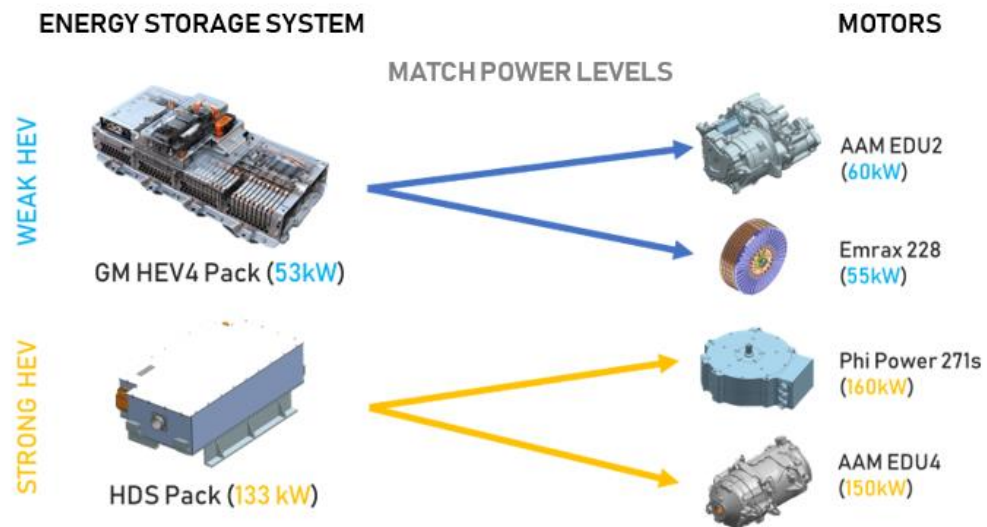 ENERGY STORAGE SYSTEM
MOTORS
MATCH POWER LEVELS
WEAK HEV
GM HEV4 Pack (53kW)
AAM EDU2
(60kW)
Emrax 228
(55kW)
STRONG HEV
HDS Pack (133 kW)
Phi Power 271s
(160kW)
AAM EDU4
(150kW)